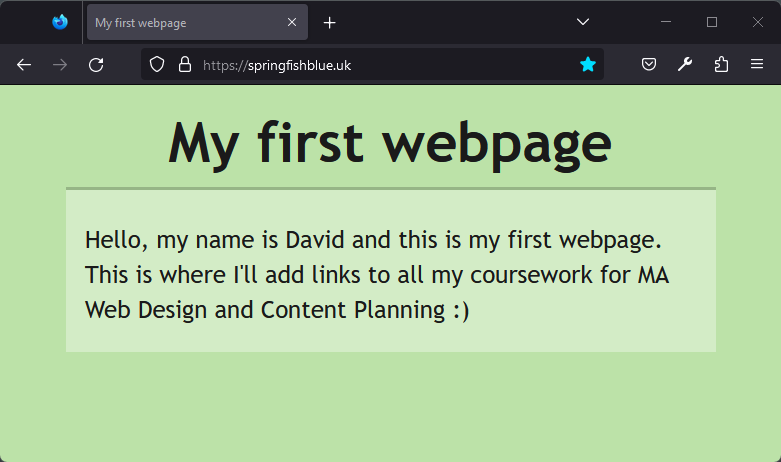 My first webpage
https://springfishblue.uk
My first webpage
Hello, my name is David and this is my first webpage.
This is where I'll add links to all my coursework for MA
Web Design and Content Planning :)